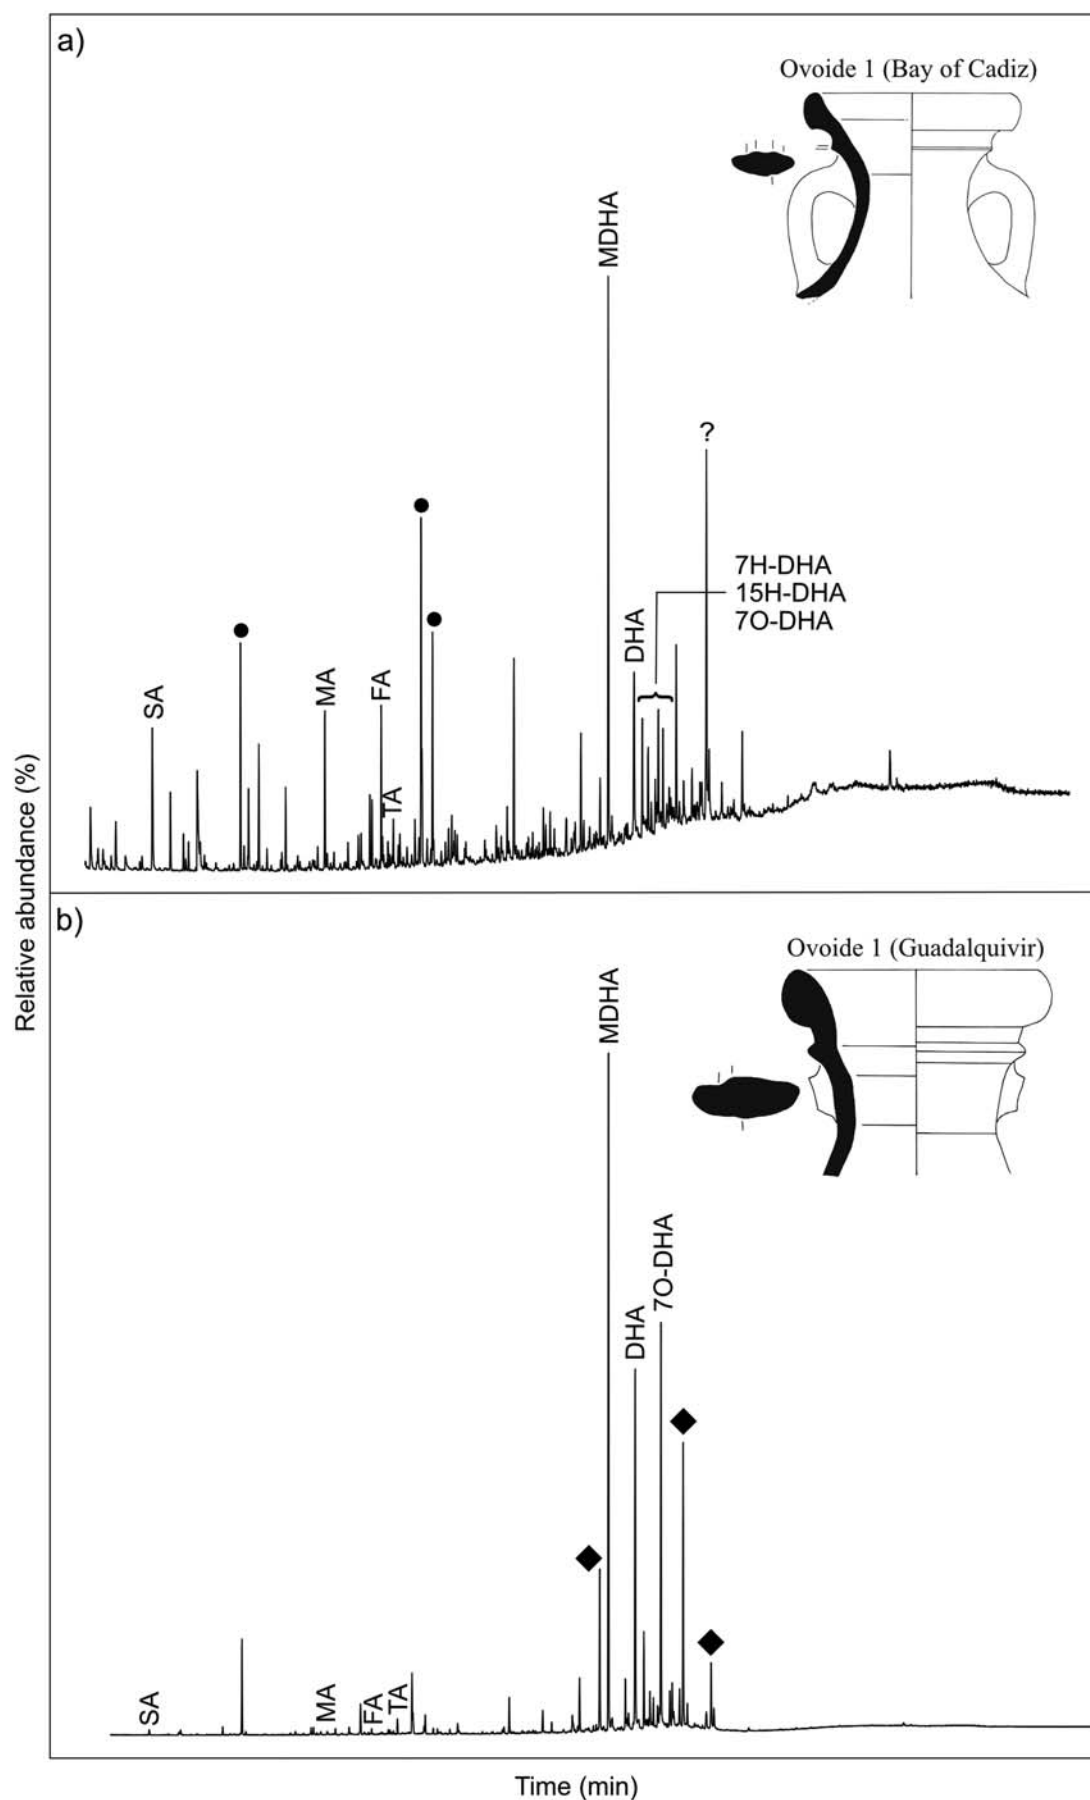 a)
Ovoide 1 (Bay of Cadiz)
MDHA
?
7H-DHA
15H-DHA
7O-DHA
DHA
SA
MA
FA
TA
Relative abundance (%)
b)
Ovoide 1 (Guadalquivir)
MDHA
7O-DHA
DHA
SA
MA
FA
TA
Time (min)